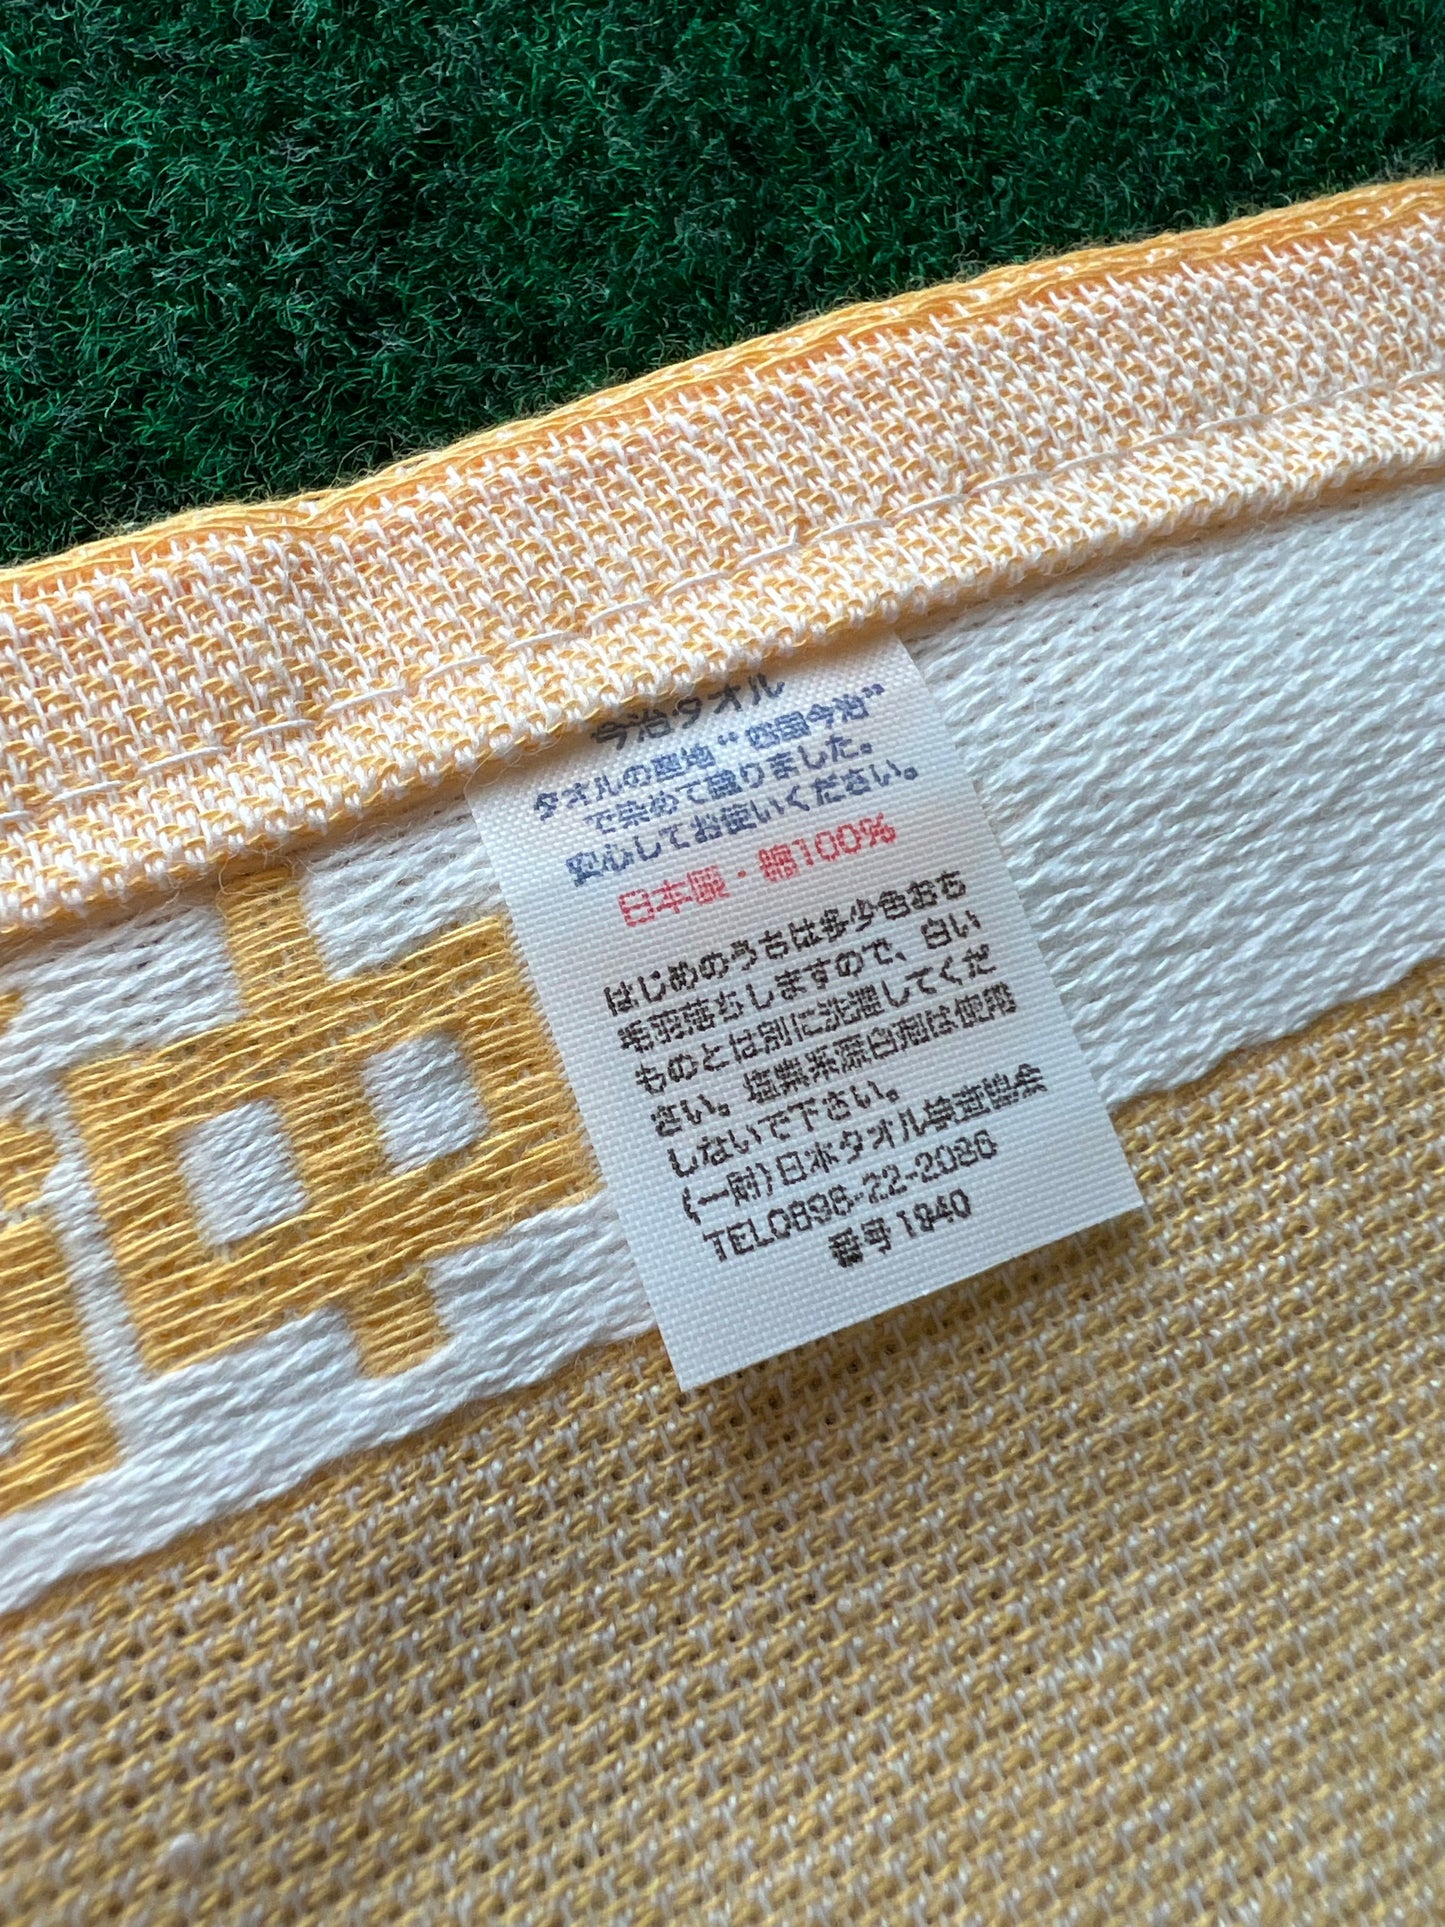 今治タオル
タオルの産地“四国今治”
で染めて織りました。
安心してお使いください。
日本製・綿100%
はじめのうちは多少色おち
毛羽落ちしますので、白い
ものとは別に洗濯してくだ
さい。塩素系漂白剤は使用
しないで下さい。
(一財)日本タオル検査協会
TEL0898-22-2086
番号1940